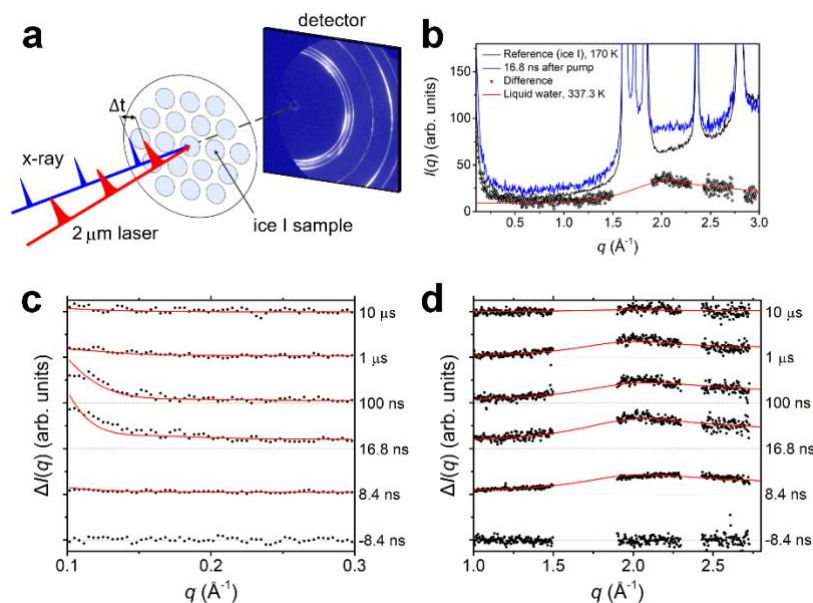 a
detector
Δt
x-ray
2 μm laser
ice I sample
b
Reference (ice I), 170 K
16.8 ns after pump
Difference
Liquid water, 337.3 K
150
100
50
0
I(q) (arb. units)
0.5 1.0 1.5 2.0 2.5 3.0
q (Å⁻¹)
c
10 μs
1 μs
100 ns
16.8 ns
8.4 ns
-8.4 ns
ΔI(q) (arb. units)
0.1 0.2 0.3
q (Å⁻¹)
d
10 μs
1 μs
100 ns
16.8 ns
8.4 ns
-8.4 ns
ΔI(q) (arb. units)
1.0 1.5 2.0 2.5
q (Å⁻¹)